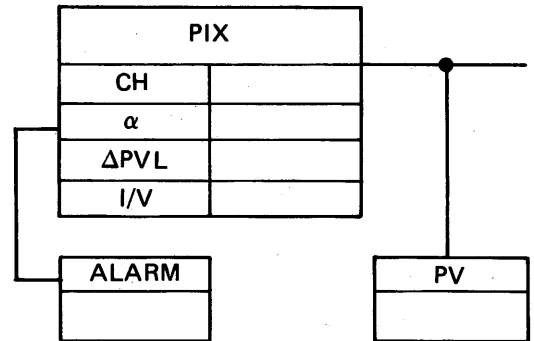 PIX
CH
α
ΔPVL
I/V
ALARM
PV